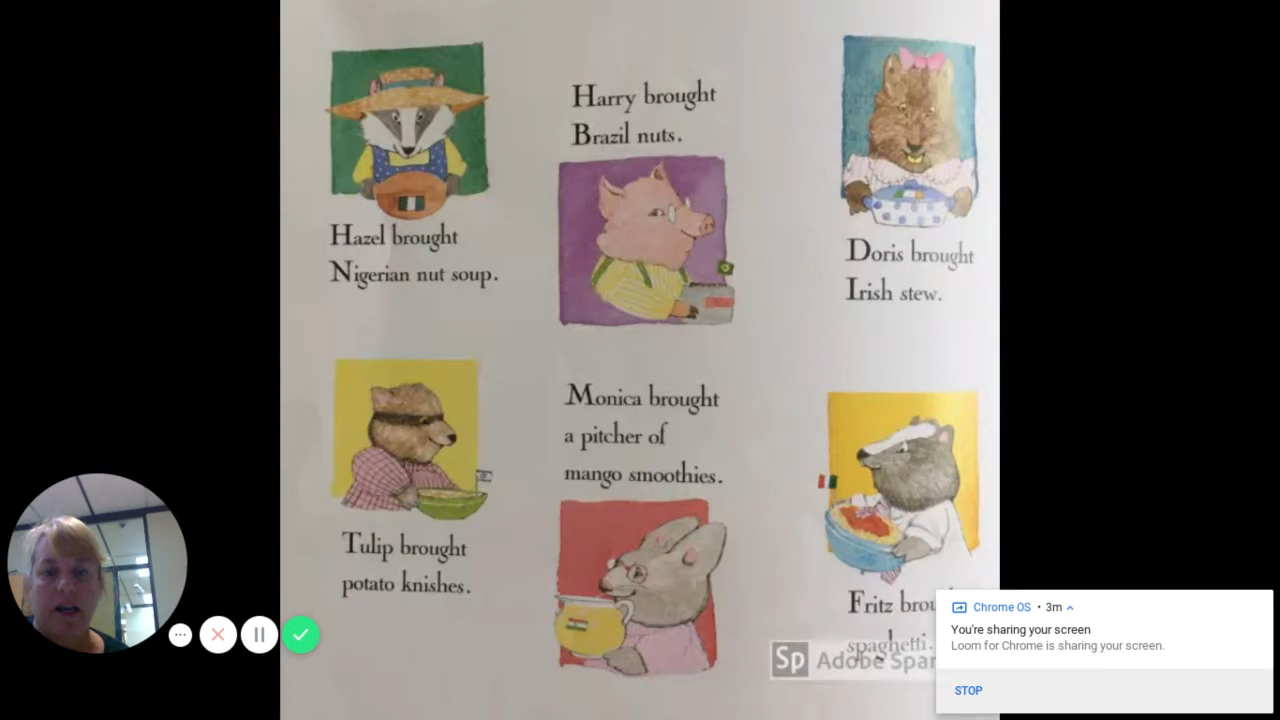 Hazel brought
Nigerian nut soup.
Harry brought
Brazil nuts.
Doris brought
Irish stew.
Tulip brought
potato knishes.
Monica brought
a pitcher of
mango smoothies.
Fritz
spaghetti.
Sp Adobe
Chrome OS • 3m
You're sharing your screen
Loom for Chrome is sharing your screen.
STOP